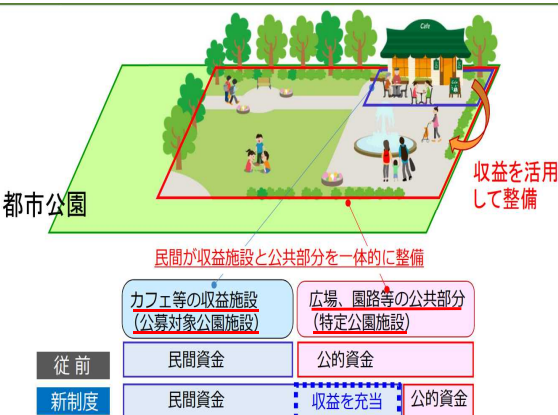 Cafe
収益を活用
して整備
都市公園
民間が収益施設と公共部分を一体的に整備
カフェ等の収益施設
（公募対象公園施設）
広場、園路等の公共部分
（特定公園施設）
従前
民間資金
公的資金
新制度
民間資金
収益を充当
公的資金